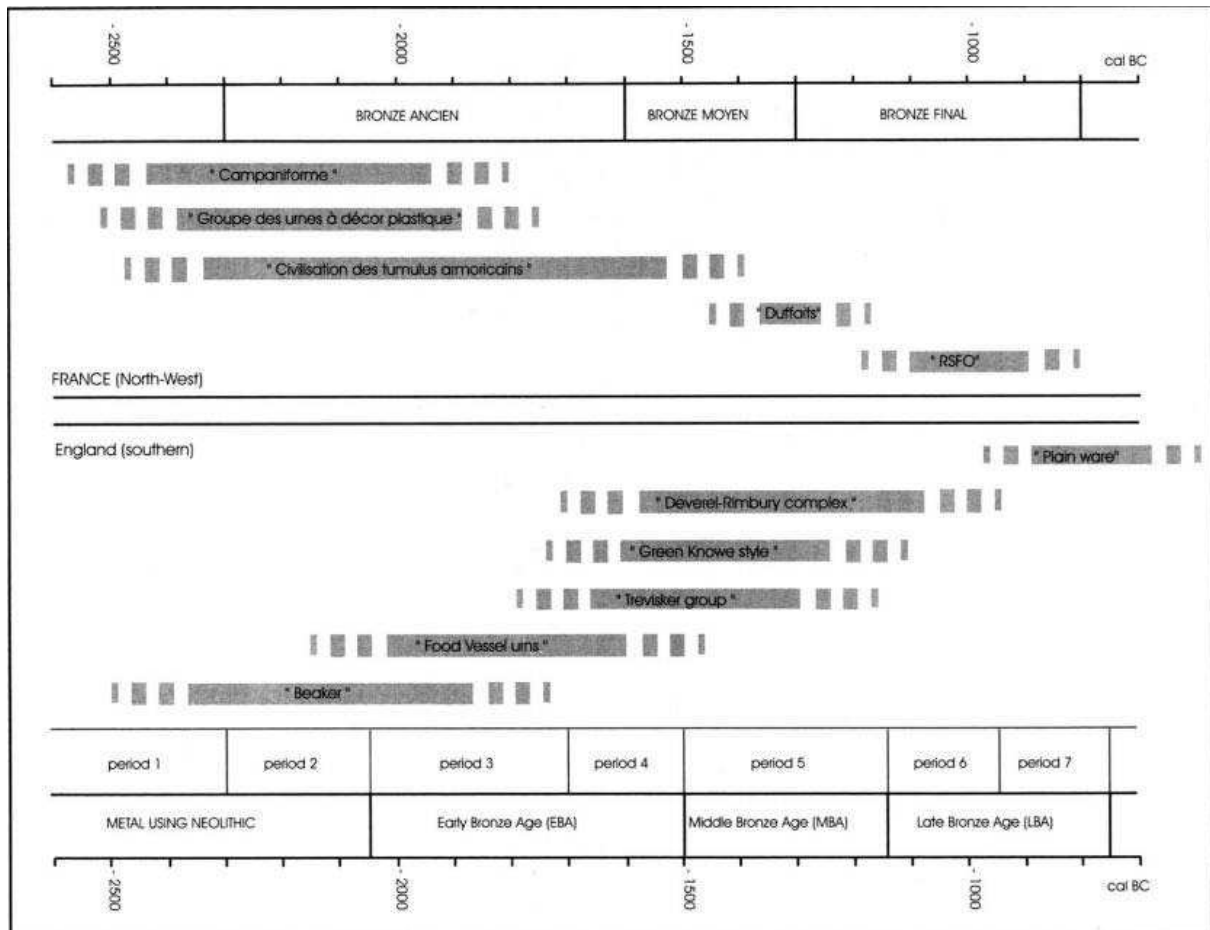 - 2500
- 2000
- 1500
- 1000
cal BC
BRONZE ANCIEN
BRONZE MOYEN
BRONZE FINAL
" Campaniforme "
" Groupe des urnes à décor plastique "
" Civilisation des tumulus armoricains "
" Duffaits"
" RSFO"
FRANCE (North-West)
England (southern)
" Plain ware"
" Deverel-Rimbury complex "
" Green Knowe style "
" Trevisker group "
" Food Vessel urns "
" Beaker "
period 1
period 2
period 3
period 4
period 5
period 6
period 7
METAL USING NEOLITHIC
Early Bronze Age (EBA)
Middle Bronze Age (MBA)
Late Bronze Age (LBA)
- 2500
- 2000
- 1500
- 1000
cal BC